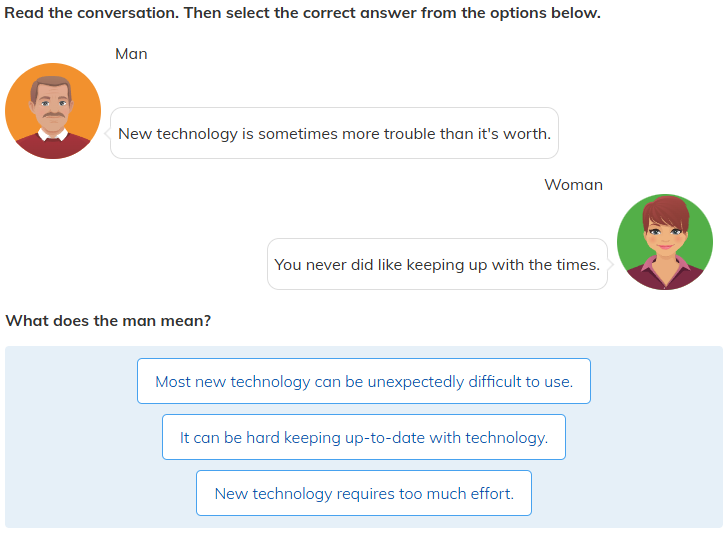 Read the conversation. Then select the correct answer from the options below.
Man
New technology is sometimes more trouble than it's worth.
Woman
You never did like keeping up with the times.
What does the man mean?
Most new technology can be unexpectedly difficult to use.
It can be hard keeping up-to-date with technology.
New technology requires too much effort.